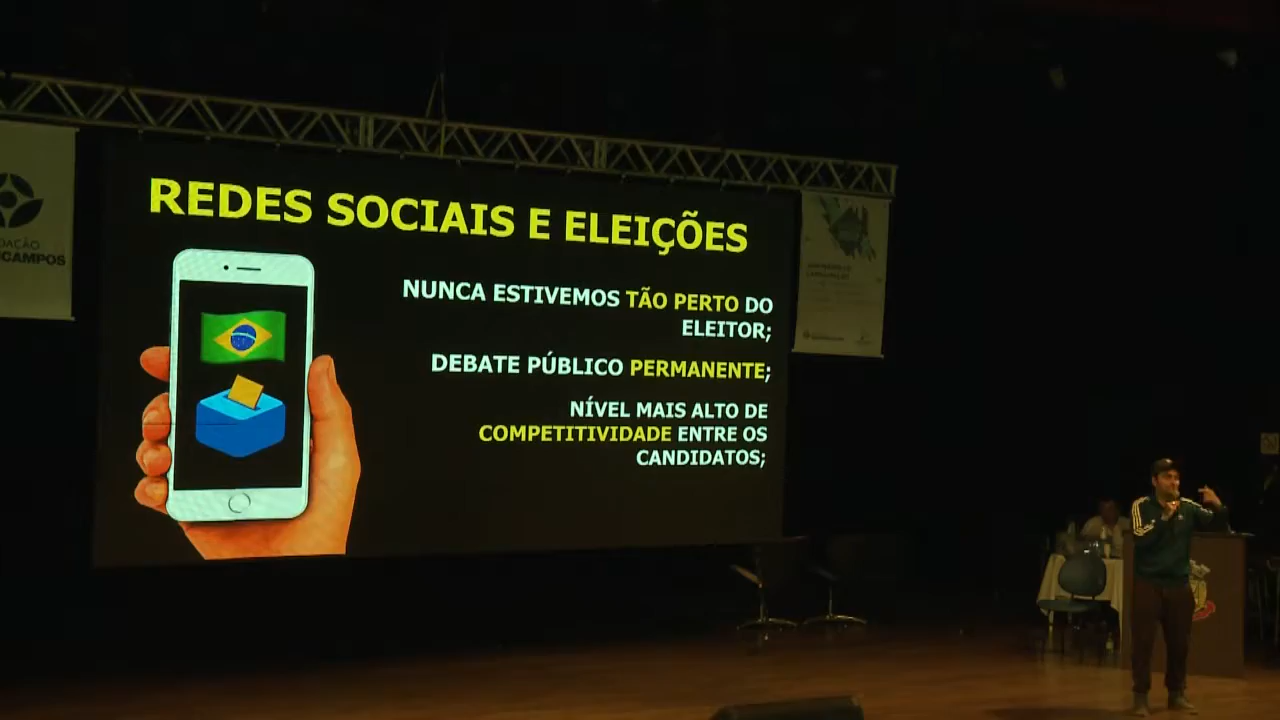 REDES SOCIAIS E ELEIÇÕES
NUNCA ESTIVEMOS TÃO PERTO DO
ELEITOR;
DEBATE PÚBLICO PERMANENTE;
NÍVEL MAIS ALTO DE
COMPETITIVIDADE ENTRE OS
CANDIDATOS;
DAÇÃO
CAMPOS